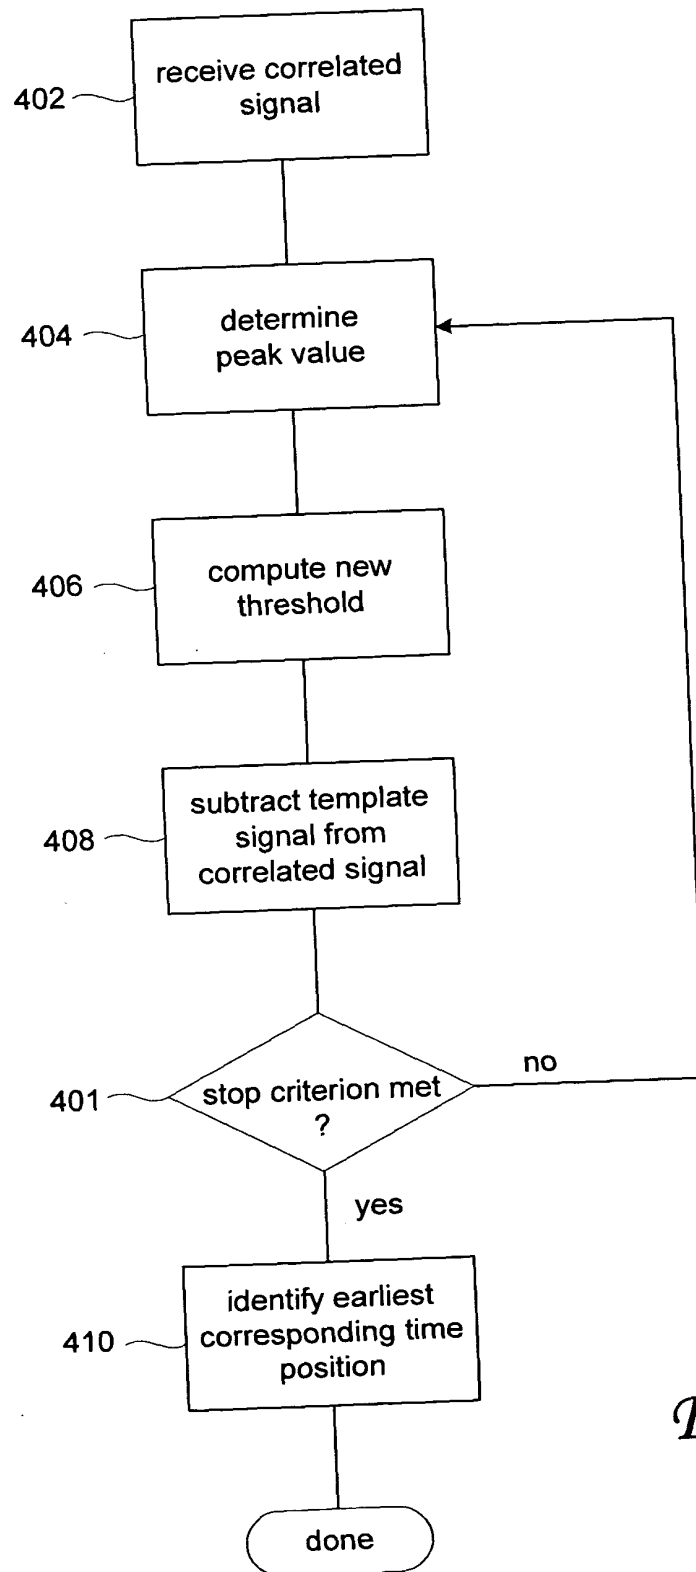 402
receive correlated
signal
404
determine
peak value
406
compute new
threshold
408
subtract template
signal from
correlated signal
401
stop criterion met
?
no
yes
410
identify earliest
corresponding time
position
done